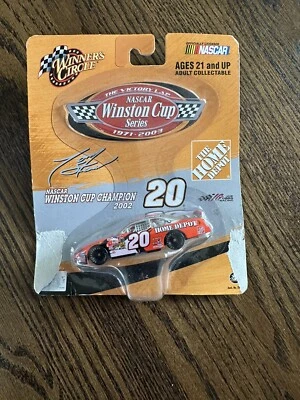 WINNER'S CIRCLE
NASCAR
AGES 21 and UP
ADULT COLLECTABLE
THE VICTORY LAP
NASCAR
Winston Cup
Series
1971-2003
THE HOME DEPOT
NASCAR
WINSTON CUP CHAMPION
2002
20
20
HOME DEPOT